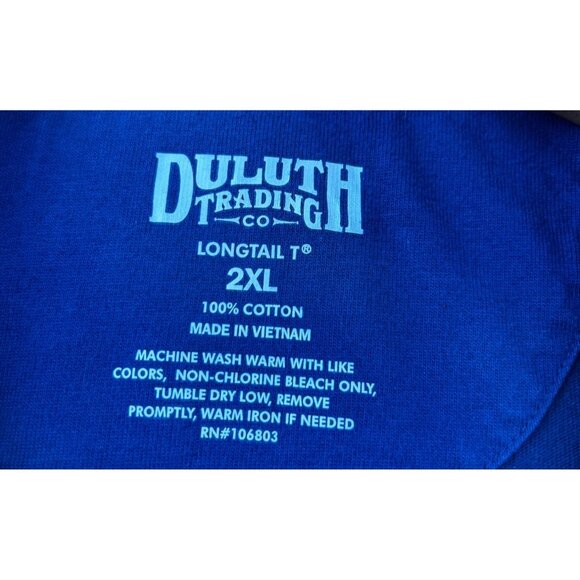 DULUTH
TRADING
CO
LONGTAIL T®
2XL
100% COTTON
MADE IN VIETNAM
MACHINE WASH WARM WITH LIKE
COLORS, NON-CHLORINE BLEACH ONLY,
TUMBLE DRY LOW, REMOVE
PROMPTLY, WARM IRON IF NEEDED
RN#106803